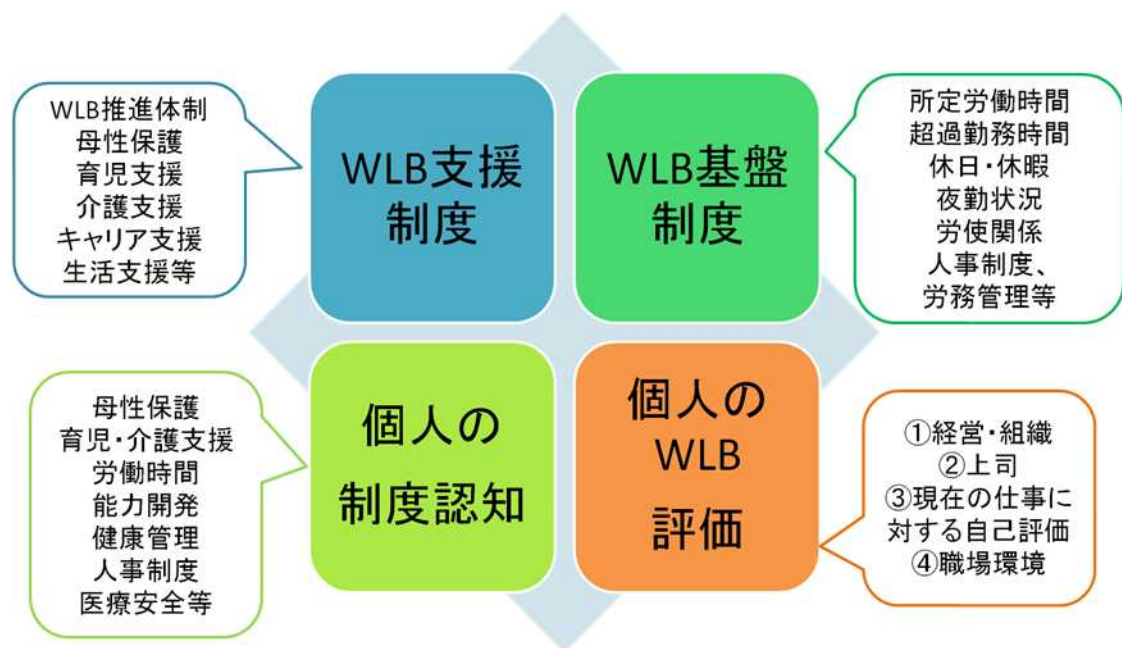 WLB推進体制
母性保護
育児支援
介護支援
キャリア支援
生活支援等
WLB支援
制度
WLB基盤
制度
所定労働時間
超過勤務時間
休日・休暇
夜勤状況
労使関係
人事制度、
労務管理等
母性保護
育児・介護支援
労働時間
能力開発
健康管理
人事制度
医療安全等
個人の
制度認知
個人の
WLB
評価
①経営・組織
②上司
③現在の仕事に
対する自己評価
④職場環境